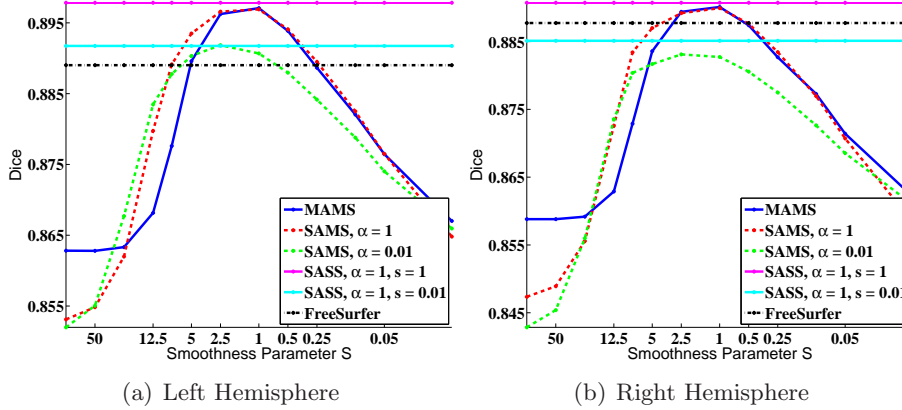 0.895
0.885
0.875
0.865
0.855
Dice
50 12.5 5 2.5 1 0.5 0.25 0.05
Smoothness Parameter S
MAMS
SAMS, α = 1
SAMS, α = 0.01
SASS, α = 1, s = 1
SASS, α = 1, s = 0.01
FreeSurfer
(a) Left Hemisphere
0.885
0.875
0.865
0.855
0.845
Dice
50 12.5 5 2.5 1 0.5 0.25 0.05
Smoothness Parameter S
MAMS
SAMS, α = 1
SAMS, α = 0.01
SASS, α = 1, s = 1
SASS, α = 1, s = 0.01
FreeSurfer
(b) Right Hemisphere